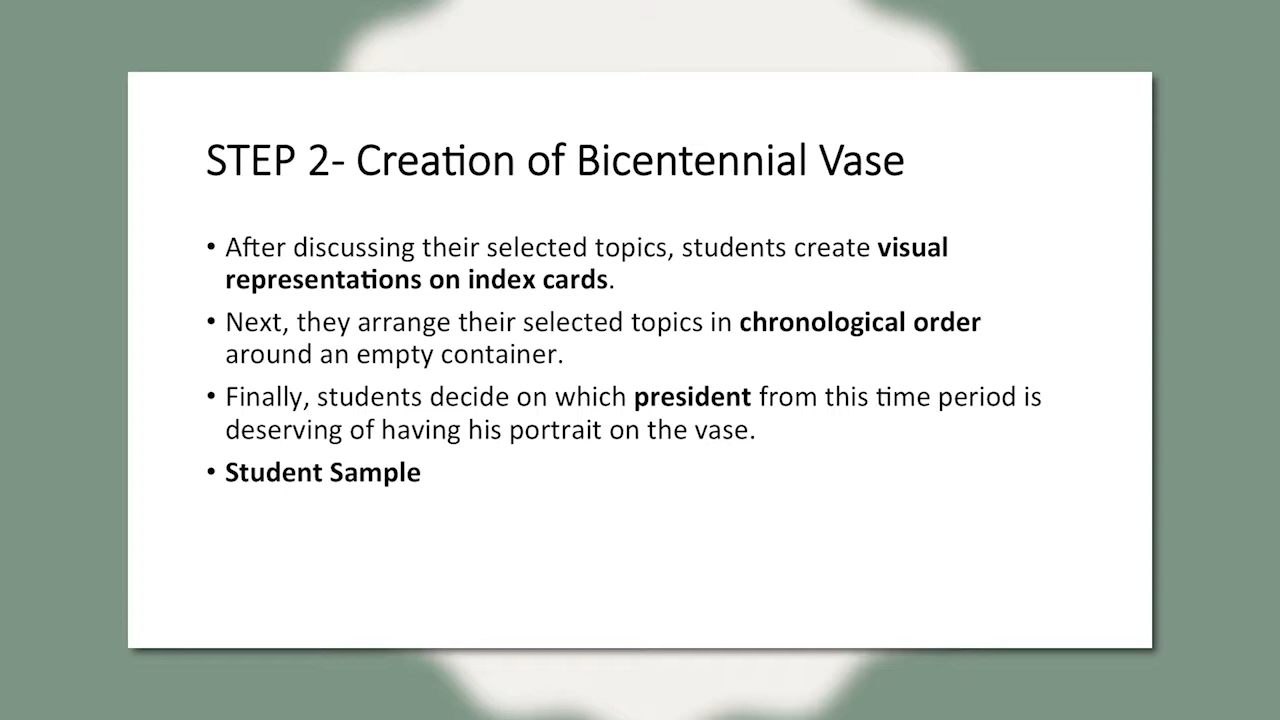 STEP 2- Creation of Bicentennial Vase
• After discussing their selected topics, students create visual
representations on index cards.
• Next, they arrange their selected topics in chronological order
around an empty container.
• Finally, students decide on which president from this time period is
deserving of having his portrait on the vase.
• Student Sample